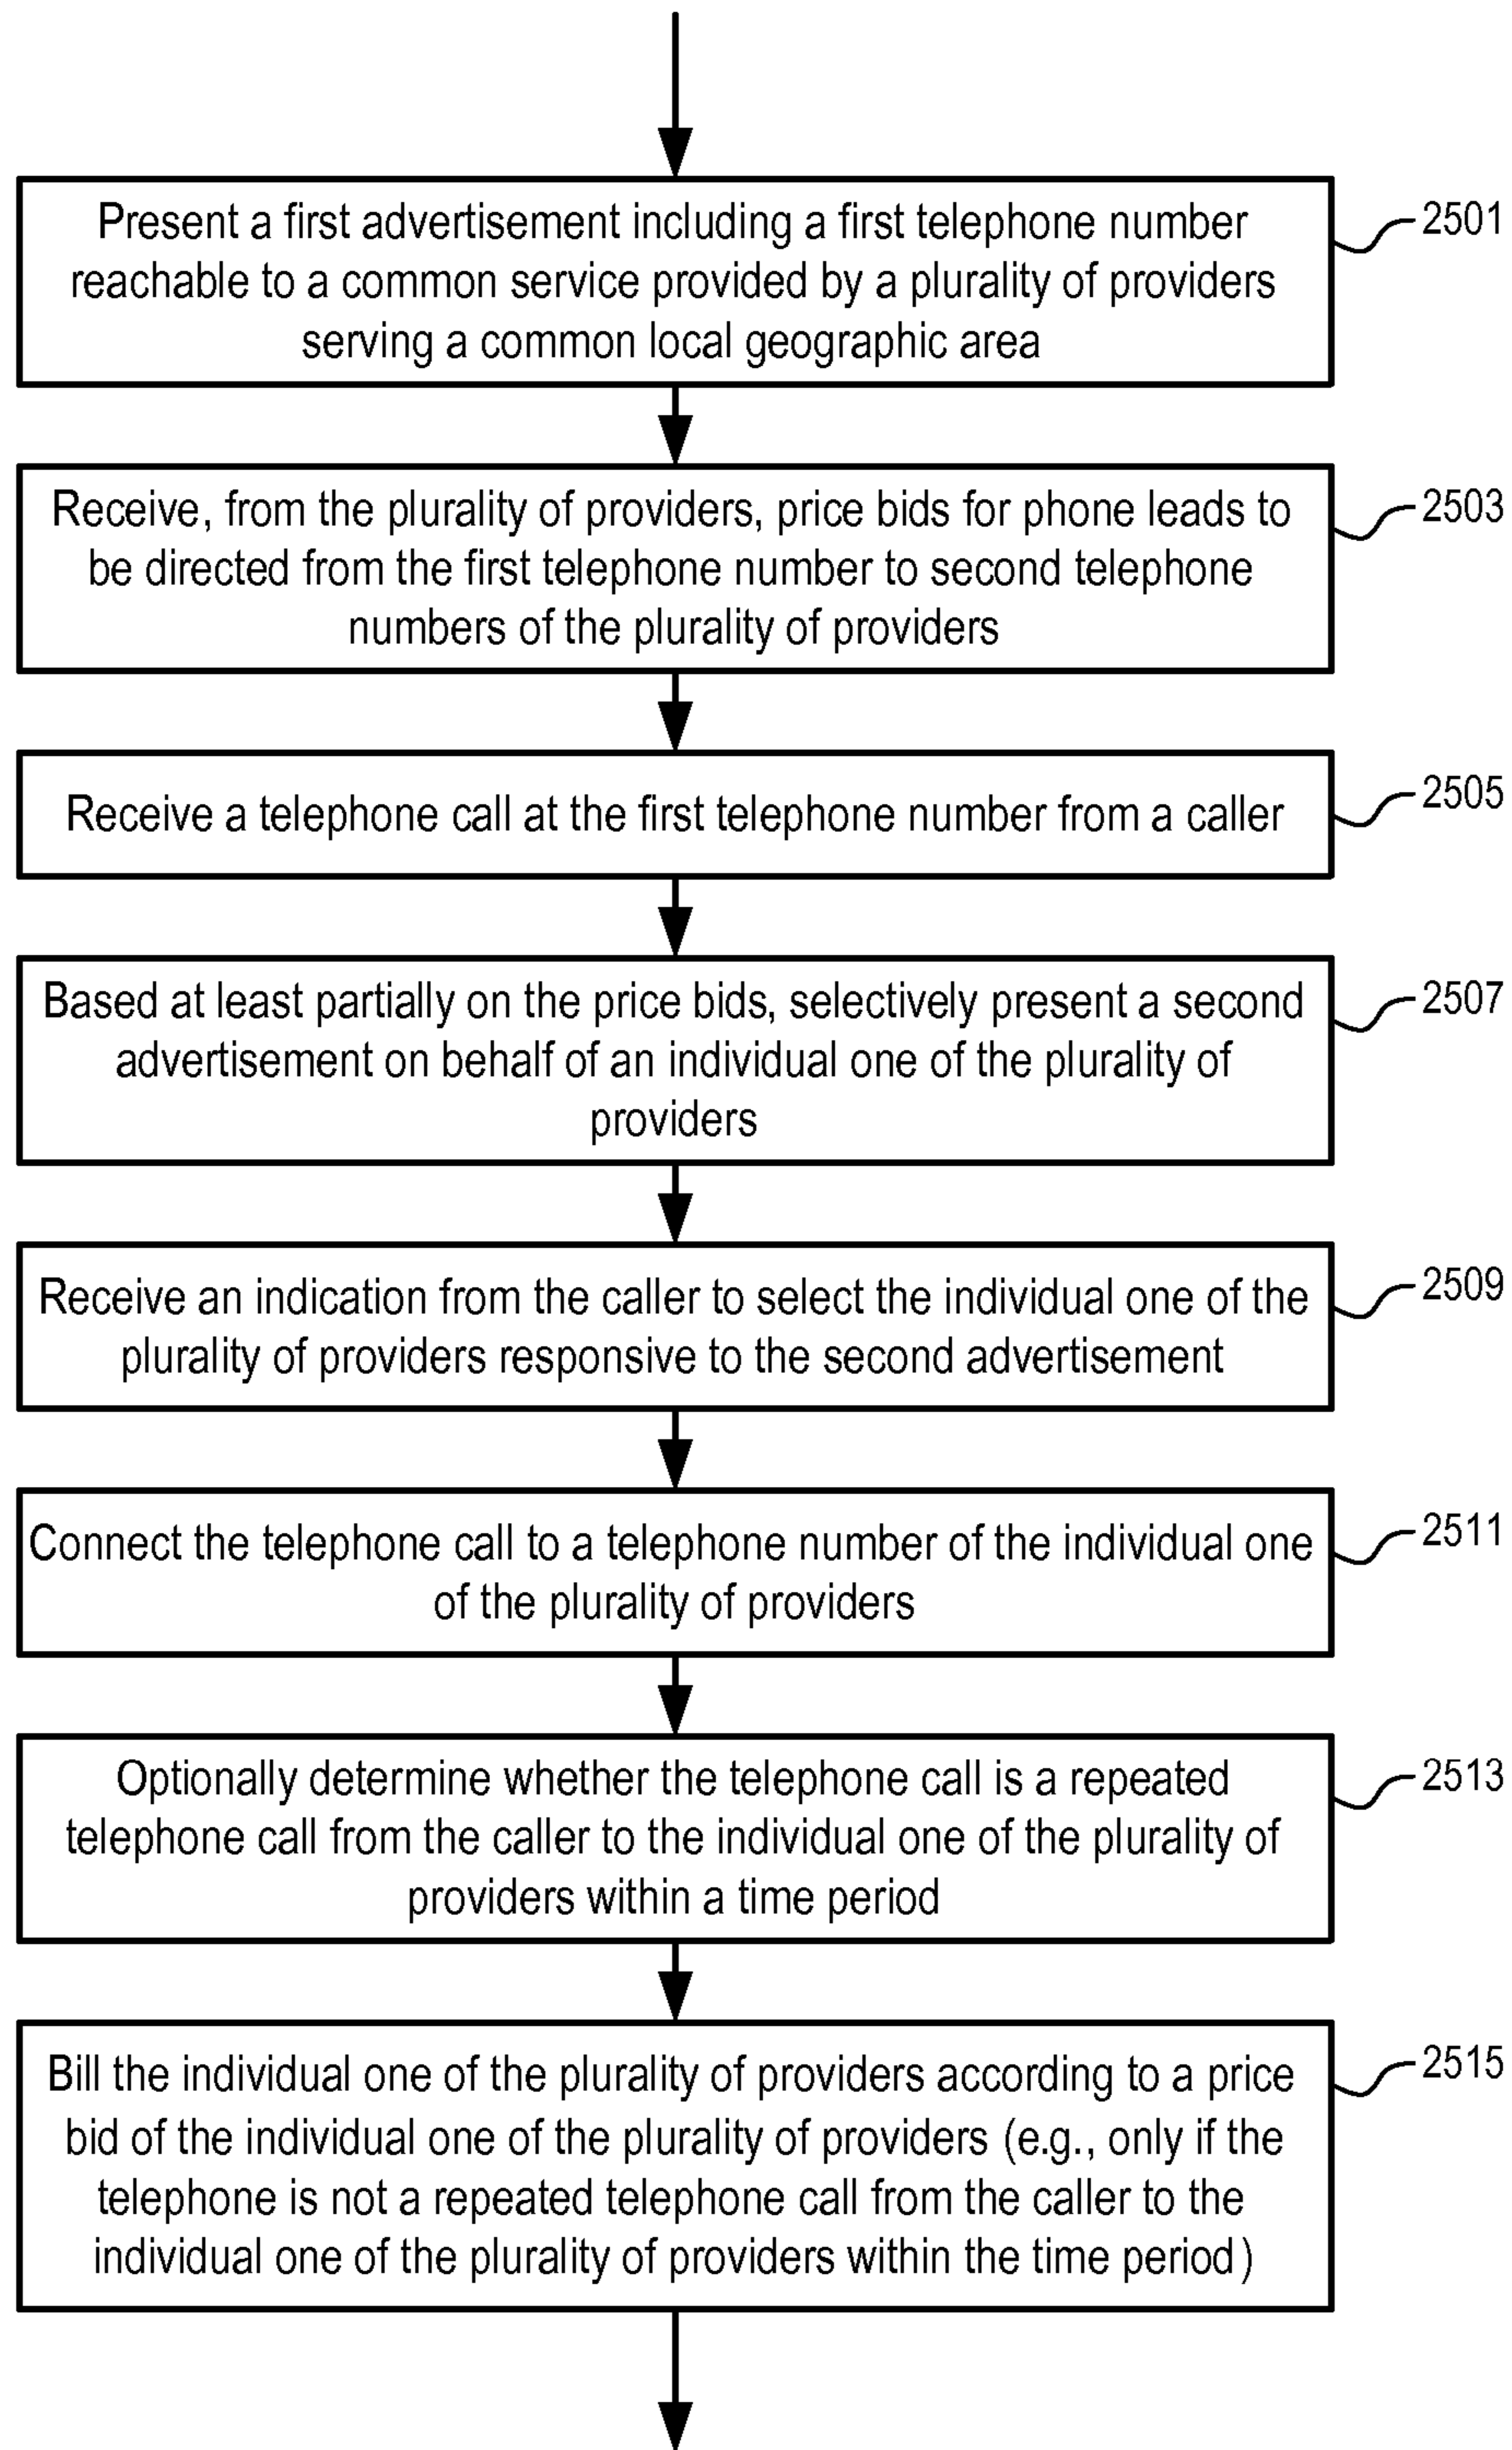 Present a first advertisement including a first telephone number
reachable to a common service provided by a plurality of providers
serving a common local geographic area
2501
Receive, from the plurality of providers, price bids for phone leads to
be directed from the first telephone number to second telephone
numbers of the plurality of providers
2503
Receive a telephone call at the first telephone number from a caller
2505
Based at least partially on the price bids, selectively present a second
advertisement on behalf of an individual one of the plurality of
providers
2507
Receive an indication from the caller to select the individual one of the
plurality of providers responsive to the second advertisement
2509
Connect the telephone call to a telephone number of the individual one
of the plurality of providers
2511
Optionally determine whether the telephone call is a repeated
telephone call from the caller to the individual one of the plurality of
providers within a time period
2513
Bill the individual one of the plurality of providers according to a price
bid of the individual one of the plurality of providers (e.g., only if the
telephone is not a repeated telephone call from the caller to the
individual one of the plurality of providers within the time period)
2515